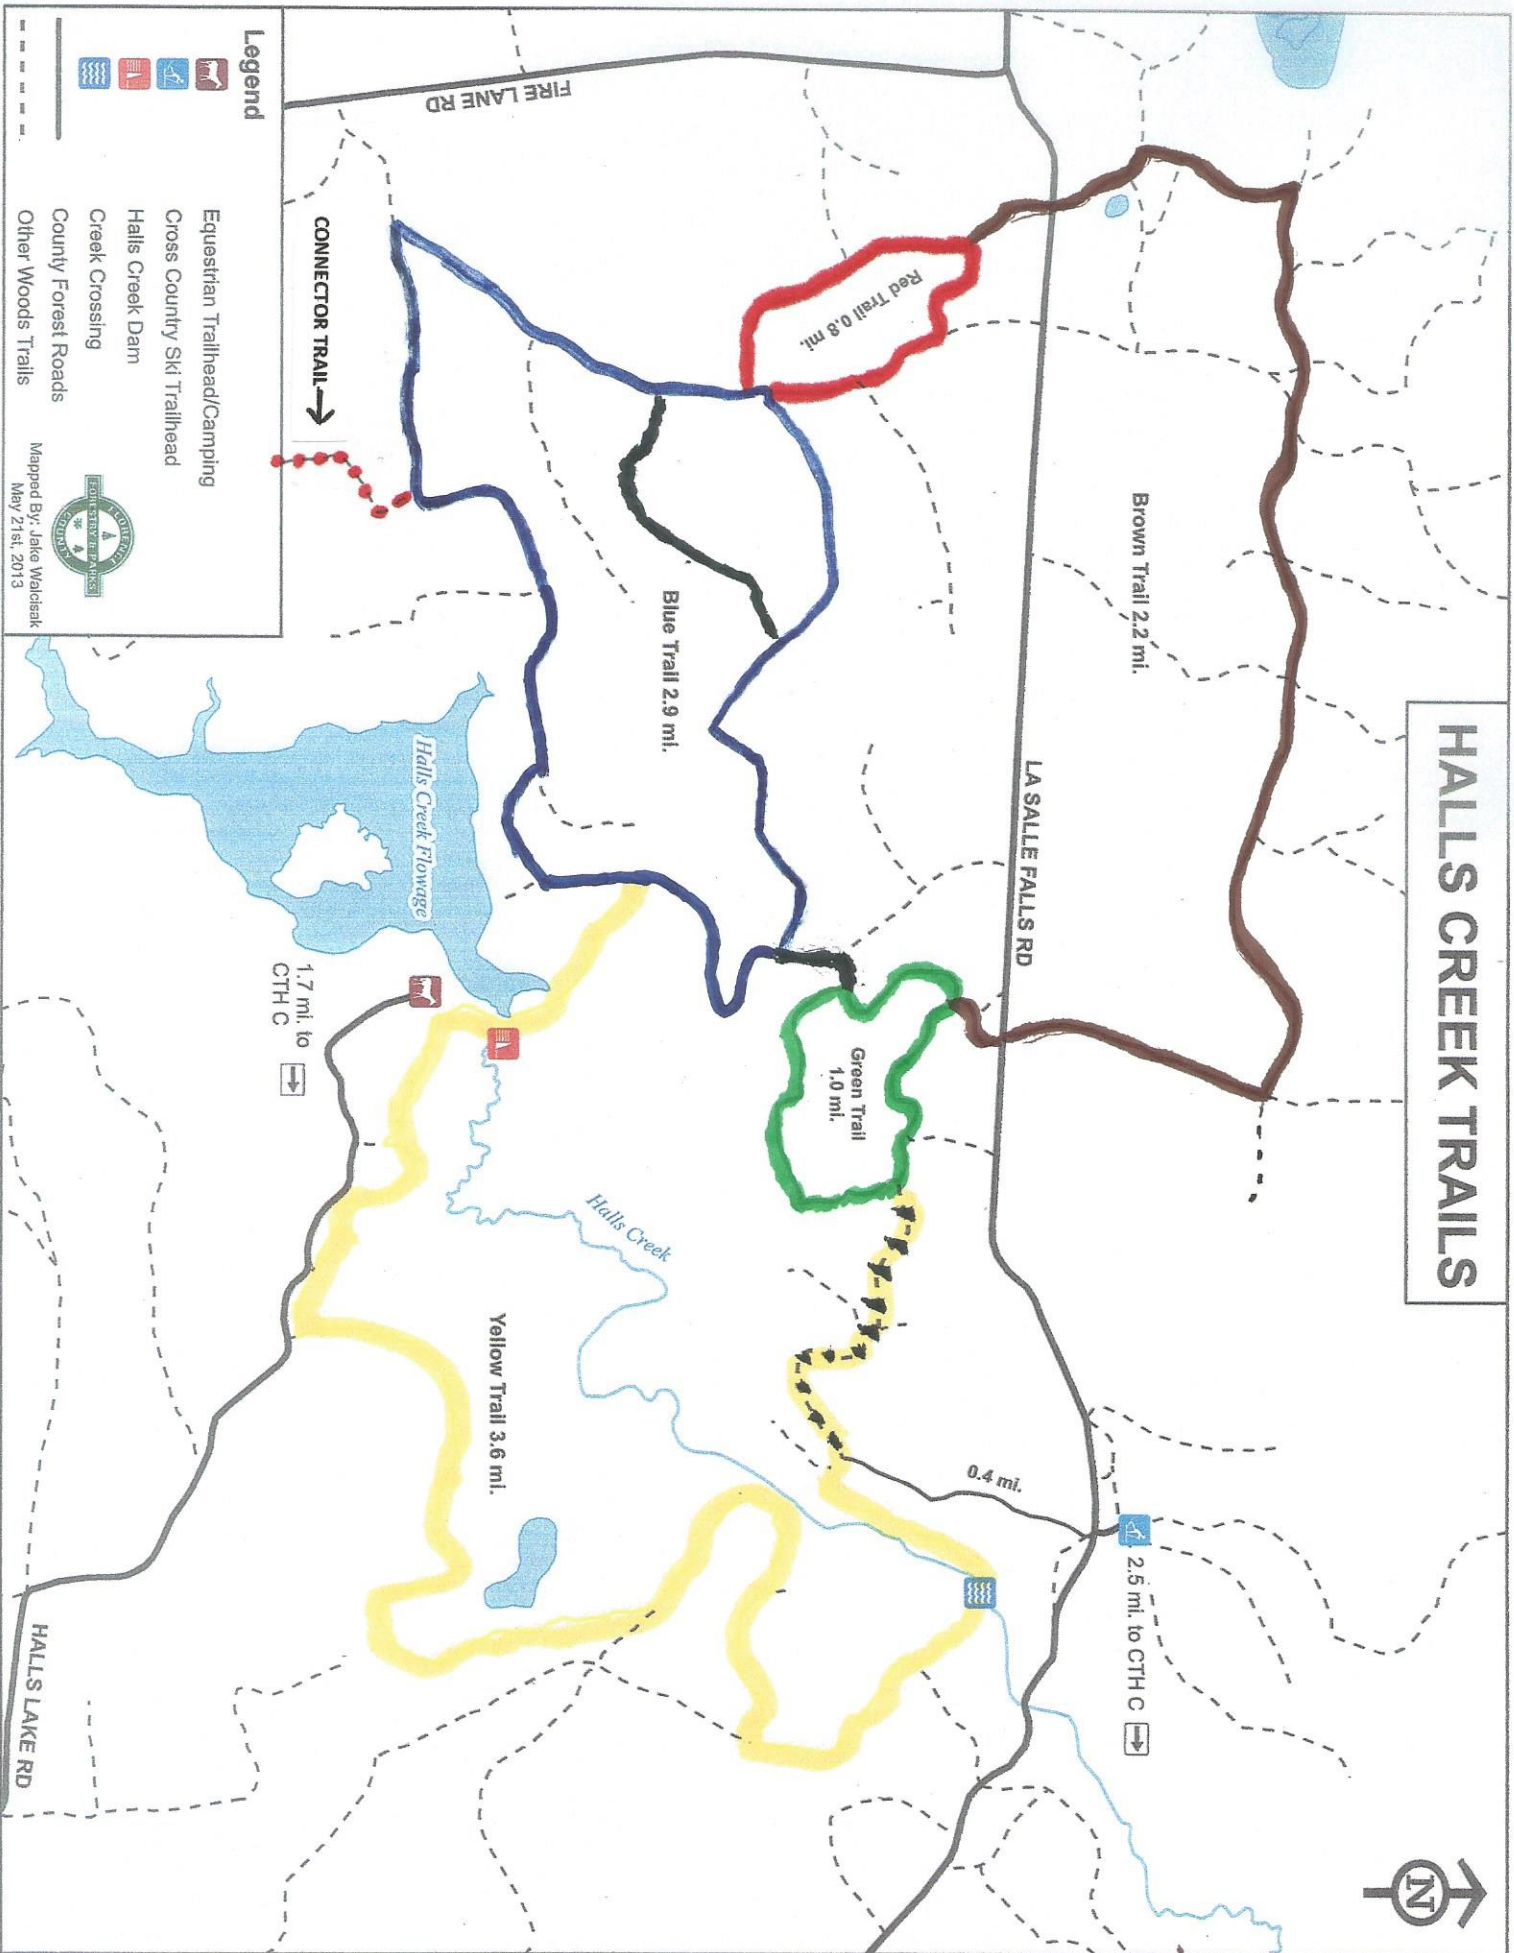 HALLS CREEK TRAILS
N
Brown Trail 2.2 mi.
LA SALLE FALLS RD
FIRE LANE RD
Red Trail 0.8 mi.
2.5 mi. to CTH C
0.4 mi.
Green Trail
1.0 mi.
Blue Trail 2.9 mi.
Halls Creek
Yellow Trail 3.6 mi.
Halls Creek Flowage
1.7 mi. to
CTH C
CONNECTOR TRAIL
HALLS LAKE RD
Legend
Equestrian Trailhead/Camping
Cross Country Ski Trailhead
Halls Creek Dam
Creek Crossing
County Forest Roads
Other Woods Trails
FLORENCE
FORESTRY & PARKS
COUNTY
Mapped By: Jake Walcisak
May 21st, 2013